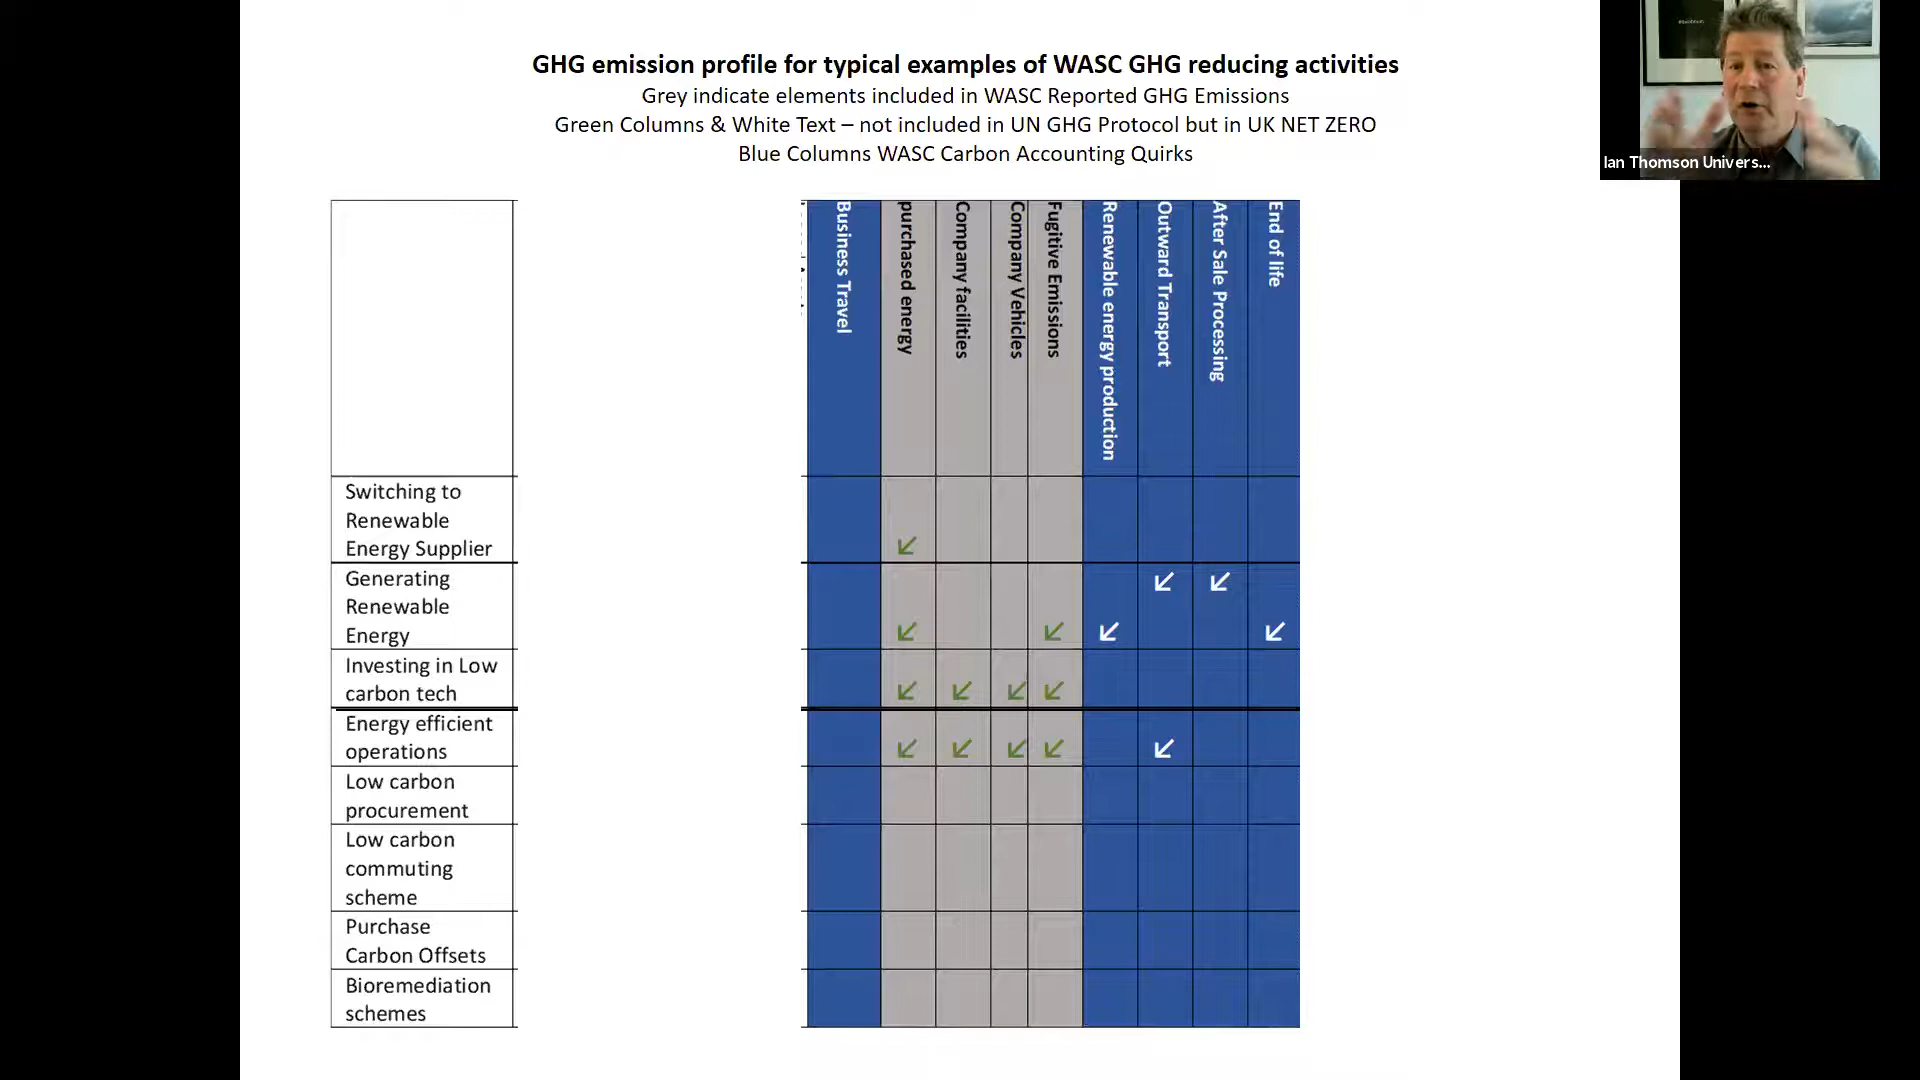 GHG emission profile for typical examples of WASC GHG reducing activities
Grey indicate elements included in WASC Reported GHG Emissions
Green Columns & White Text – not included in UN GHG Protocol but in UK NET ZERO
Blue Columns WASC Carbon Accounting Quirks
Ian Thomson Univers...
Business Travel
purchased energy
Company facilities
Company Vehicles
Fugitive Emissions
Renewable energy production
Outward Transport
After Sale Processing
End of life
Switching to
Renewable
Energy Supplier
Generating
Renewable
Energy
Investing in Low
carbon tech
Energy efficient
operations
Low carbon
procurement
Low carbon
commuting
scheme
Purchase
Carbon Offsets
Bioremediation
schemes